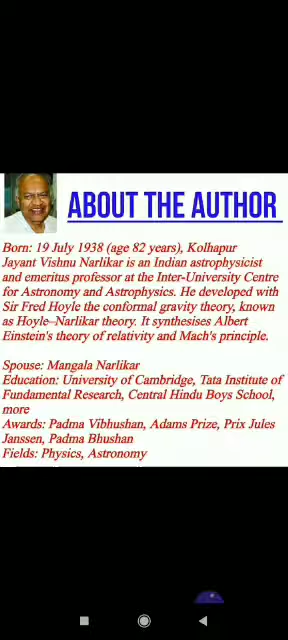 ABOUT THE AUTHOR
Born: 19 July 1938 (age 82 years), Kolhapur
Jayant Vishnu Narlikar is an Indian astrophysicist
and emeritus professor at the Inter-University Centre
for Astronomy and Astrophysics. He developed with
Sir Fred Hoyle the conformal gravity theory, known
as Hoyle–Narlikar theory. It synthesises Albert
Einstein's theory of relativity and Mach's principle.
Spouse: Mangala Narlikar
Education: University of Cambridge, Tata Institute of
Fundamental Research, Central Hindu Boys School,
more
Awards: Padma Vibhushan, Adams Prize, Prix Jules
Janssen, Padma Bhushan
Fields: Physics, Astronomy